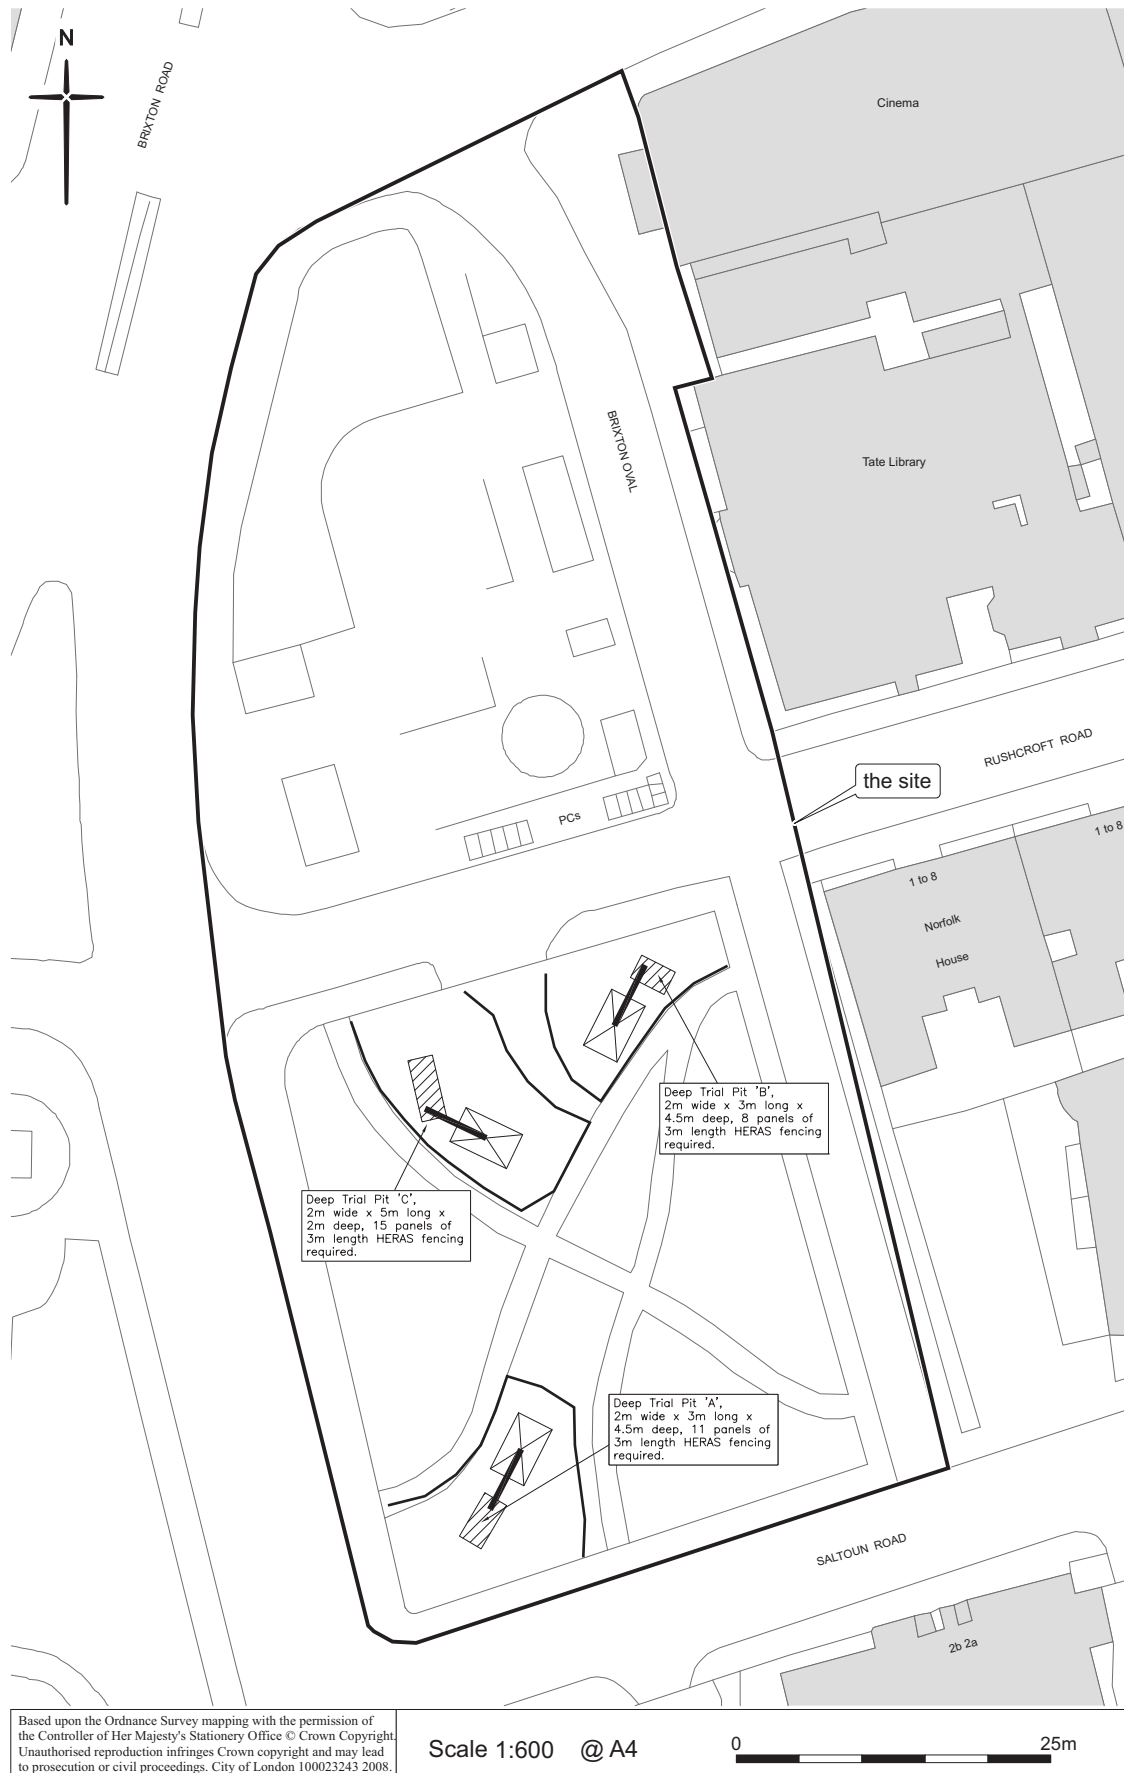 N
BRIXTON ROAD
Cinema
BRIXTON OVAL
Tate Library
RUSHCROFT ROAD
the site
PCs
1 to 8
1 to 8
Norfolk
House
Deep Trial Pit 'B',
2m wide x 3m long x
4.5m deep, 8 panels of
3m length HERAS fencing
required.
Deep Trial Pit 'C',
2m wide x 5m long x
2m deep, 15 panels of
3m length HERAS fencing
required.
Deep Trial Pit 'A',
2m wide x 3m long x
4.5m deep, 11 panels of
3m length HERAS fencing
required.
SALTOUN ROAD
2b 2a
Based upon the Ordnance Survey mapping with the permission of
the Controller of Her Majesty's Stationery Office © Crown Copyright.
Unauthorised reproduction infringes Crown copyright and may lead
to prosecution or civil proceedings. City of London 100023243 2008.
Scale 1:600 @ A4
0 25m